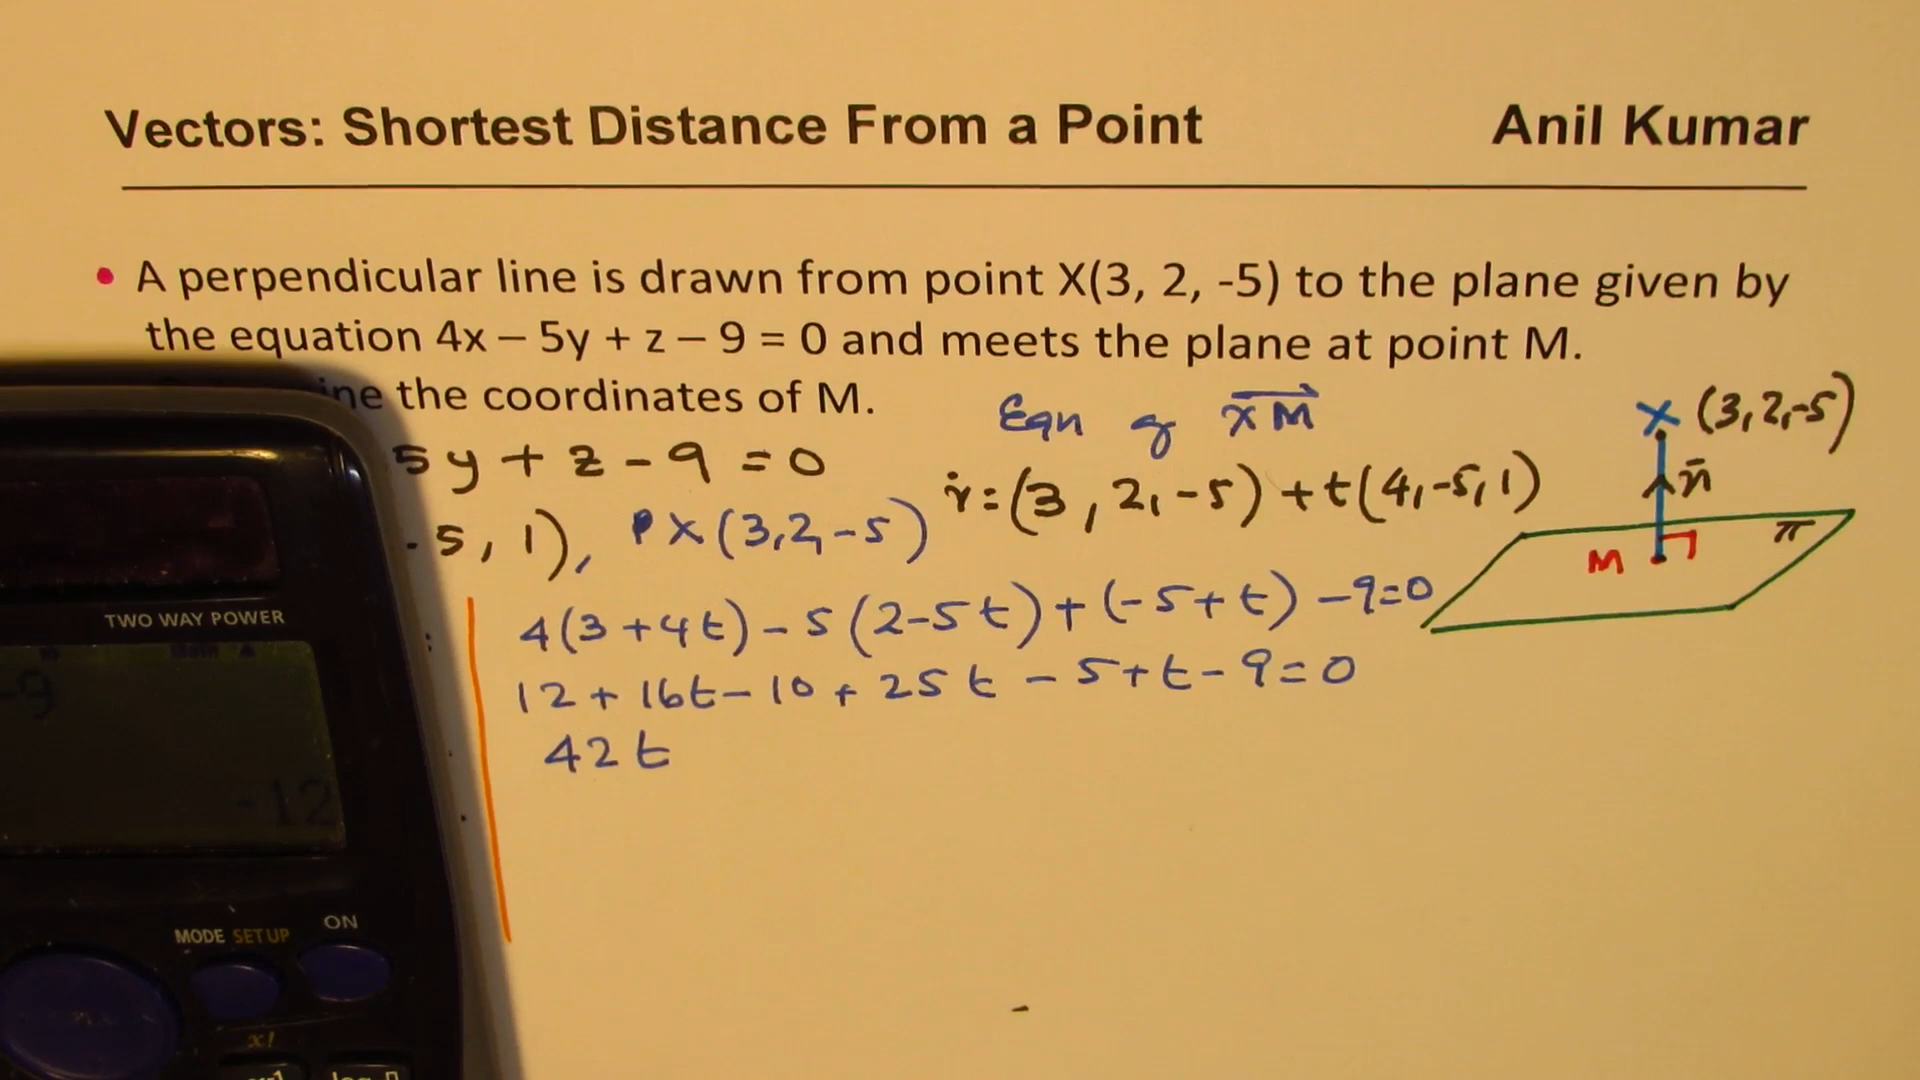 Vectors: Shortest Distance From a Point Anil Kumar
• A perpendicular line is drawn from point X(3, 2, -5) to the plane given by
the equation 4x – 5y + z – 9 = 0 and meets the plane at point M.
the coordinates of M.
Eqn of XM
X (3, 2, -5)
5y + z - 9 = 0
r = (3, 2, -5) + t(4, -5, 1)
n
-5, 1), P X (3, 2, -5)
M
π
4(3 + 4t) - 5(2 - 5t) + (-5 + t) - 9 = 0
12 + 16t - 10 + 25t - 5 + t - 9 = 0
42t
TWO WAY POWER
-9
-12
MODE SETUP ON
x!